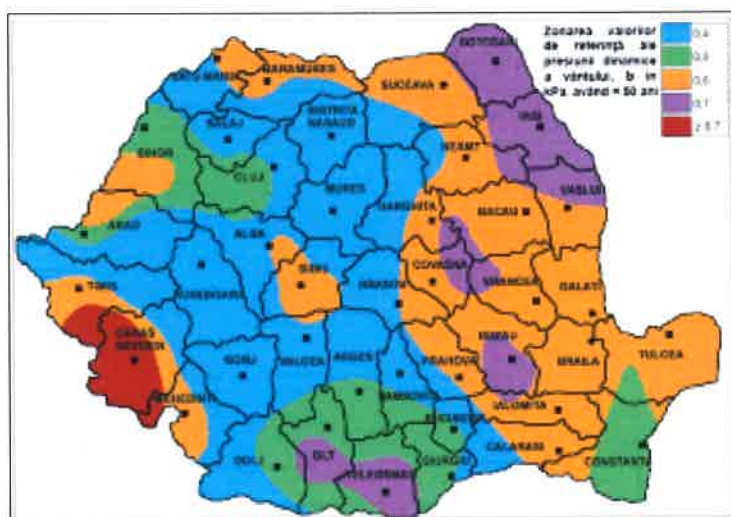 Zonarea valorilor
de referință ale
presiunii dinamice
a vântului, b în
kPa, având = 50 ani
0,4
0,5
0,6
0,7
≥ 0,7
BOTOSANI
SATU MARE
MARAMURES
SUCEAVA
IASI
SALAJ
BISTRITA
NASAUD
BIHOR
CLUJ
NEAMT
VASLUI
MURES
HARGHITA
BACAU
ARAD
ALBA
SIBIU
COVASNA
VRANCEA
GALATI
TIMIS
HUNEDOARA
BRASOV
CARAS
SEVERIN
GORJ
VALCEA
ARGES
PRAHOVA
BUZAU
BRAILA
TULCEA
MEHEDINTI
DAMBOVITA
IALOMITA
CALARASI
DOLJ
OLT
TELEORMAN
GIURGIU
CONSTANTA